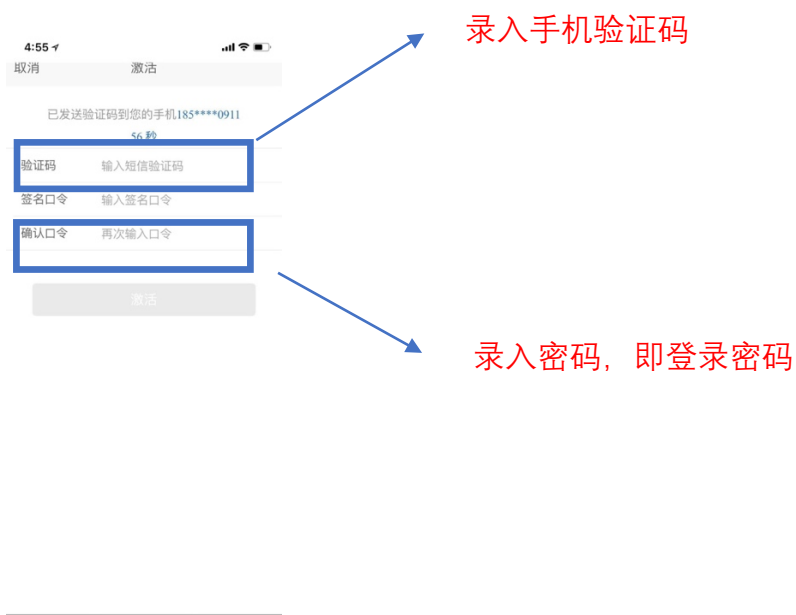 录入手机验证码
4:55
取消 激活
已发送验证码到您的手机185****0911
56 秒
验证码 输入短信验证码
签名口令 输入签名口令
确认口令 再次输入口令
激活
录入密码，即登录密码